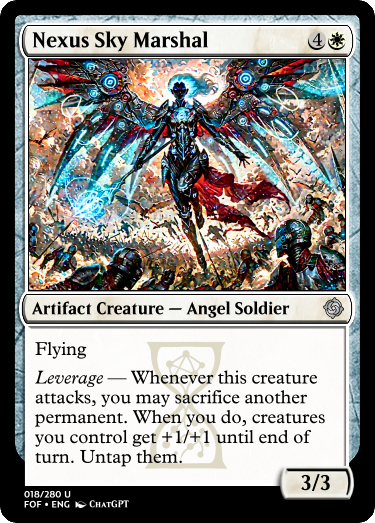 Nexus Sky Marshal 4
Artifact Creature — Angel Soldier
Flying
Leverage — Whenever this creature
attacks, you may sacrifice another
permanent. When you do, creatures
you control get +1/+1 until end of
turn. Untap them.
3/3
018/280 U
FOF • ENG ChatGPT